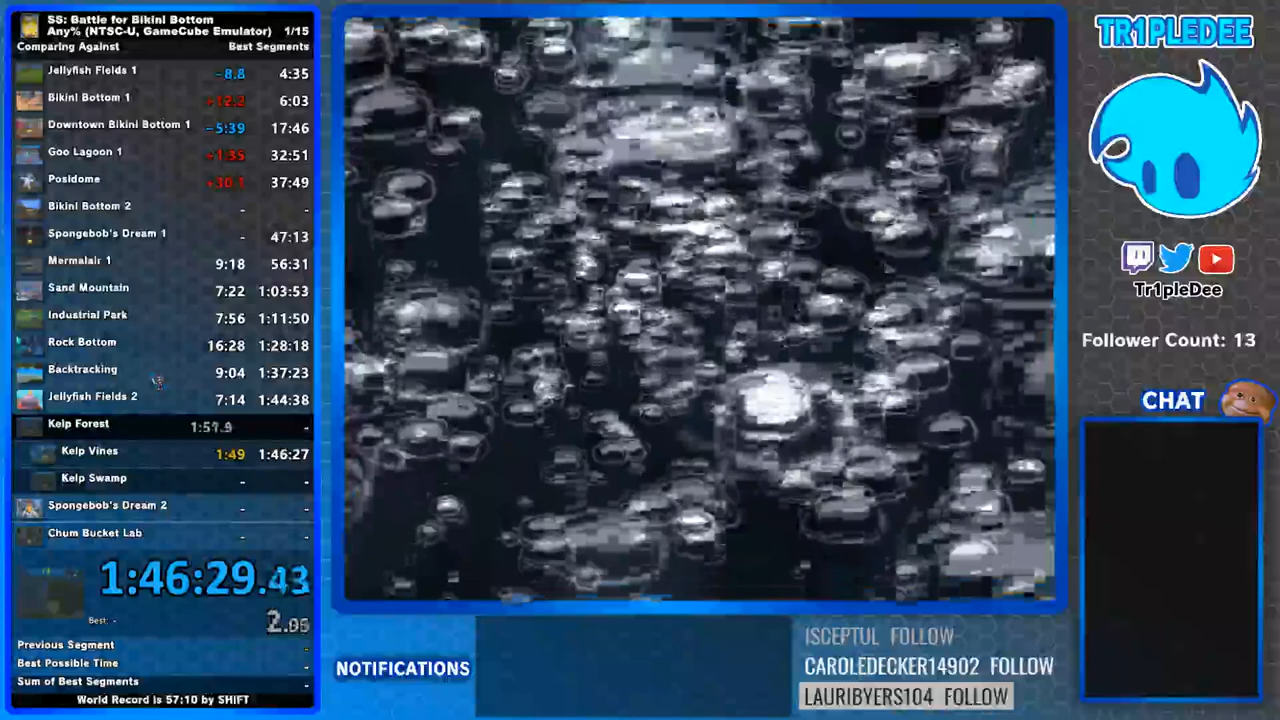 SS: Battle for Bikini Bottom
Any% (NTSC-U, GameCube Emulator) 1/15
Comparing Against Best Segments
Jellyfish Fields 1 -8.8 4:35
Bikini Bottom 1 +12.2 6:03
Downtown Bikini Bottom 1 -5:39 17:46
Goo Lagoon 1 +1:35 32:51
Posidome +30.1 37:49
Bikini Bottom 2 - -
Spongebob's Dream 1 - 47:13
Mermalair 1 9:18 56:31
Sand Mountain 7:22 1:03:53
Industrial Park 7:56 1:11:50
Rock Bottom 16:28 1:28:18
Backtracking 9:04 1:37:23
Jellyfish Fields 2 7:14 1:44:38
Kelp Forest 1:51.9 -
Kelp Vines 1:49 1:46:27
Kelp Swamp - -
Spongebob's Dream 2 - -
Chum Bucket Lab - -
1:46:29.43
Best: -
Previous Segment -
Best Possible Time -
Sum of Best Segments -
World Record is 57:10 by SHIFT
NOTIFICATIONS
ISCEPTUL FOLLOW
CAROLEDECKER14902 FOLLOW
LAURIBYERS104 FOLLOW
TR1PLEDEE
Tr1pleDee
Follower Count: 13
CHAT